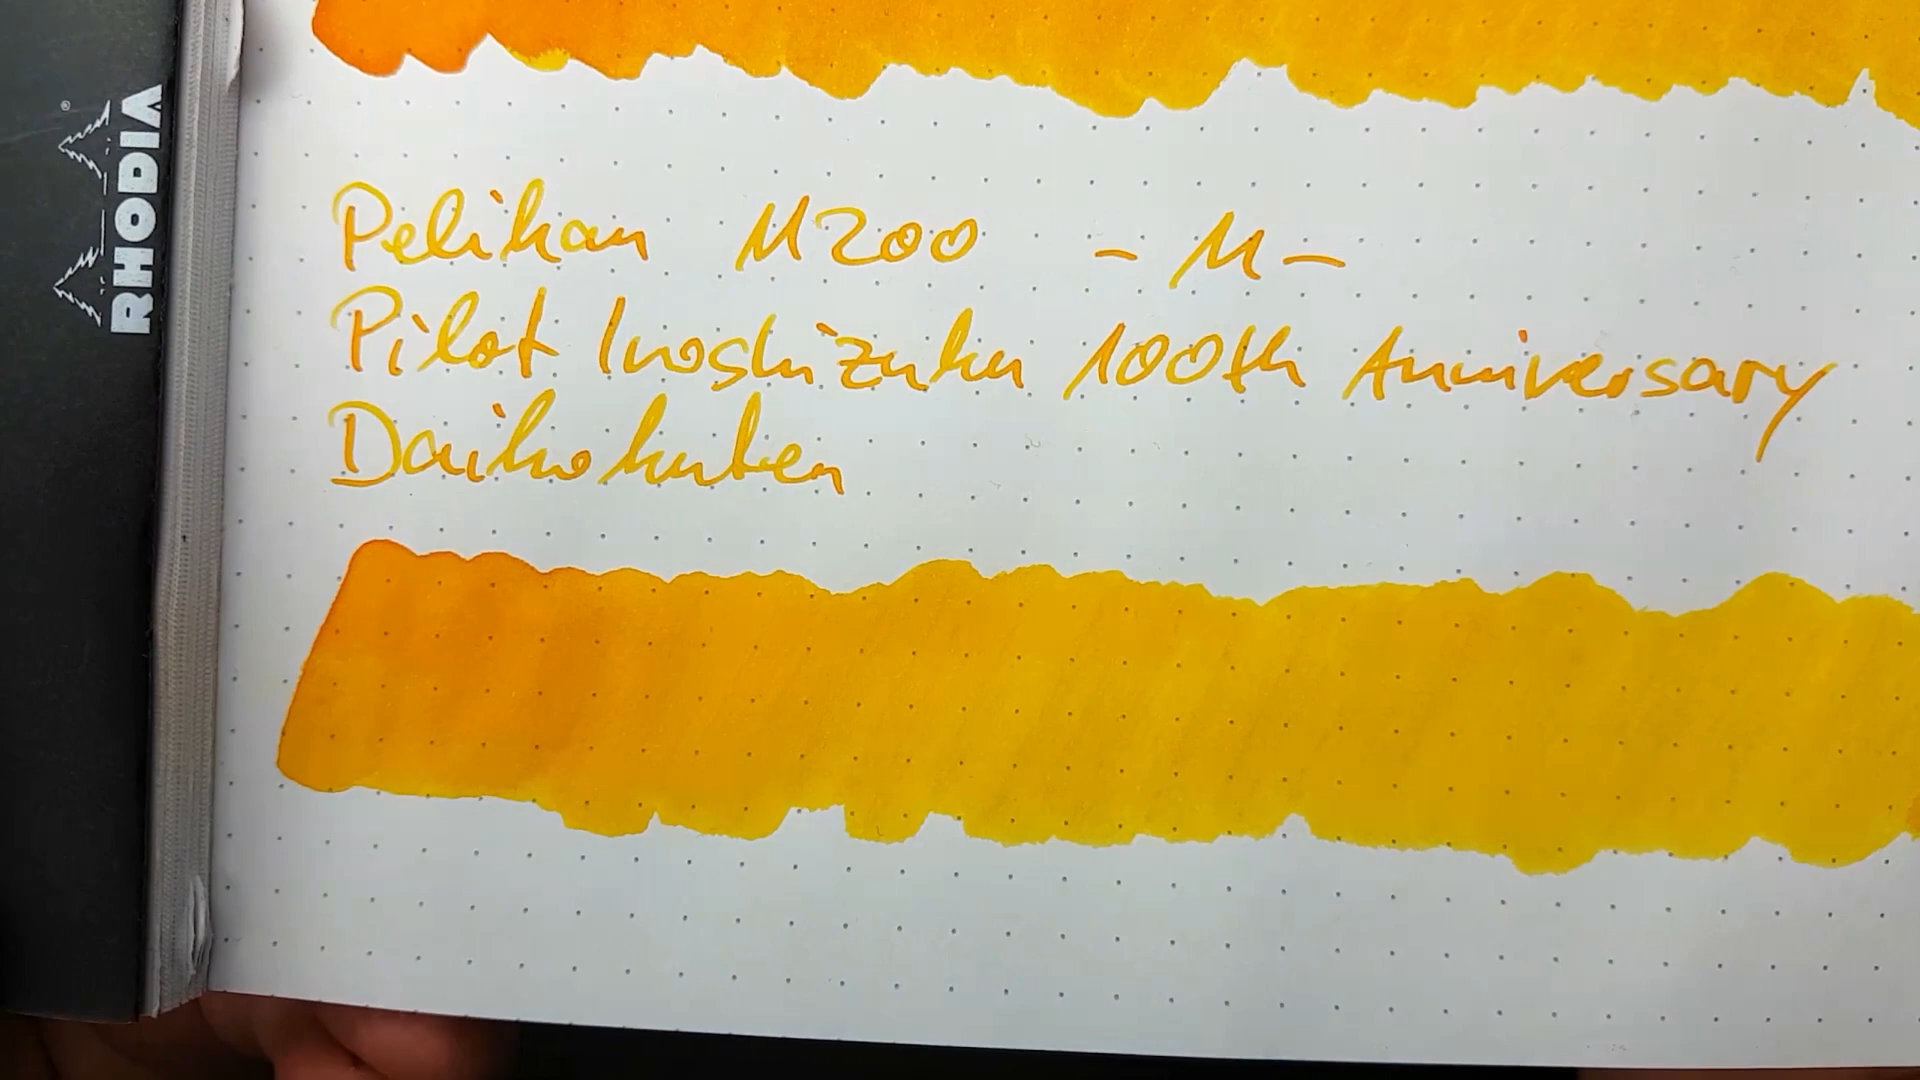 RHODIA
Pelikan M200 - M -
Pilot Iroshizuku 100th Anniversary
Daikokuten